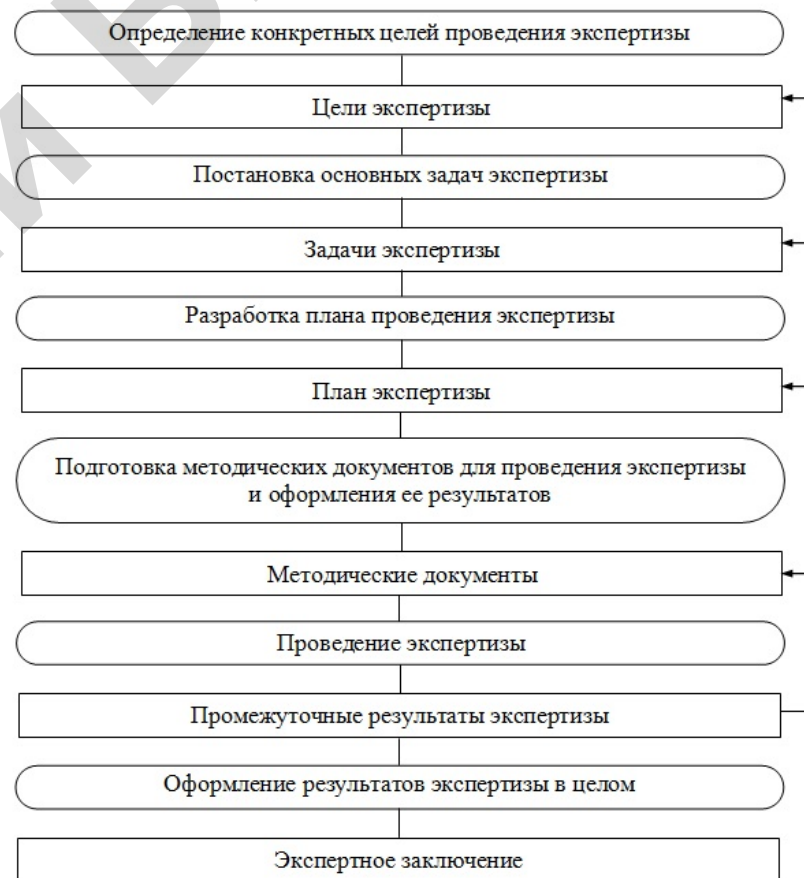 Определение конкретных целей проведения экспертизы
Цели экспертизы
Постановка основных задач экспертизы
Задачи экспертизы
Разработка плана проведения экспертизы
План экспертизы
Подготовка методических документов для проведения экспертизы
и оформления ее результатов
Методические документы
Проведение экспертизы
Промежуточные результаты экспертизы
Оформление результатов экспертизы в целом
Экспертное заключение